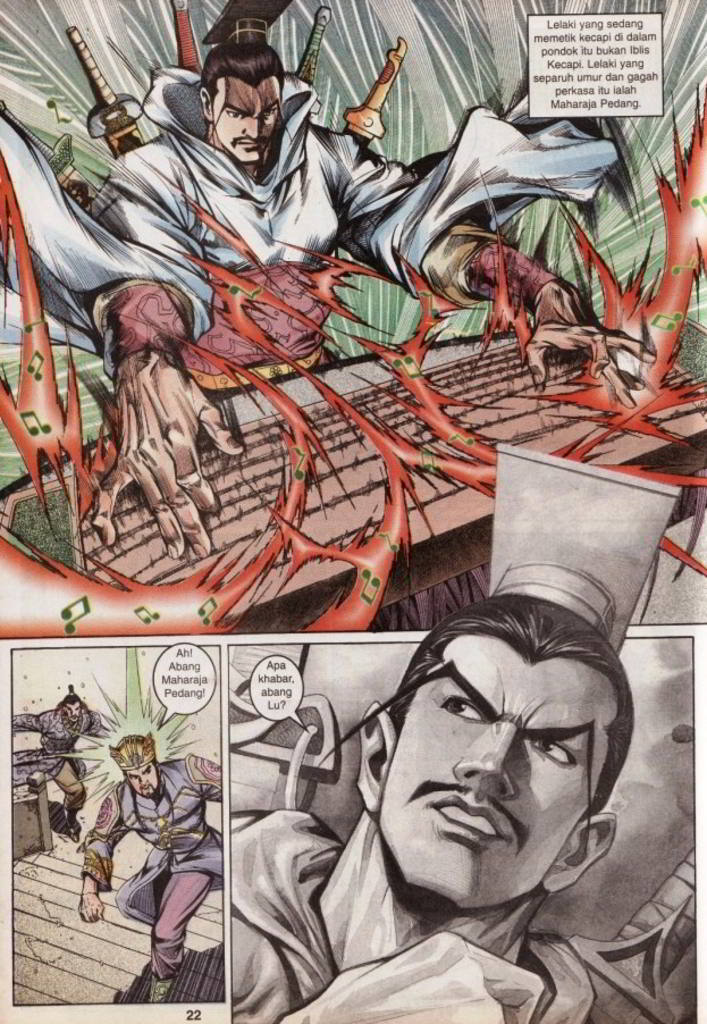 Lelaki yang sedang
memetik kecapi di dalam
pondok itu bukan Iblis
Kecapi. Lelaki yang
separuh umur dan gagah
perkasa itu ialah
Maharaja Pedang.
Ah!
Abang
Maharaja
Pedang!
Apa
khabar,
abang
Lu?
22